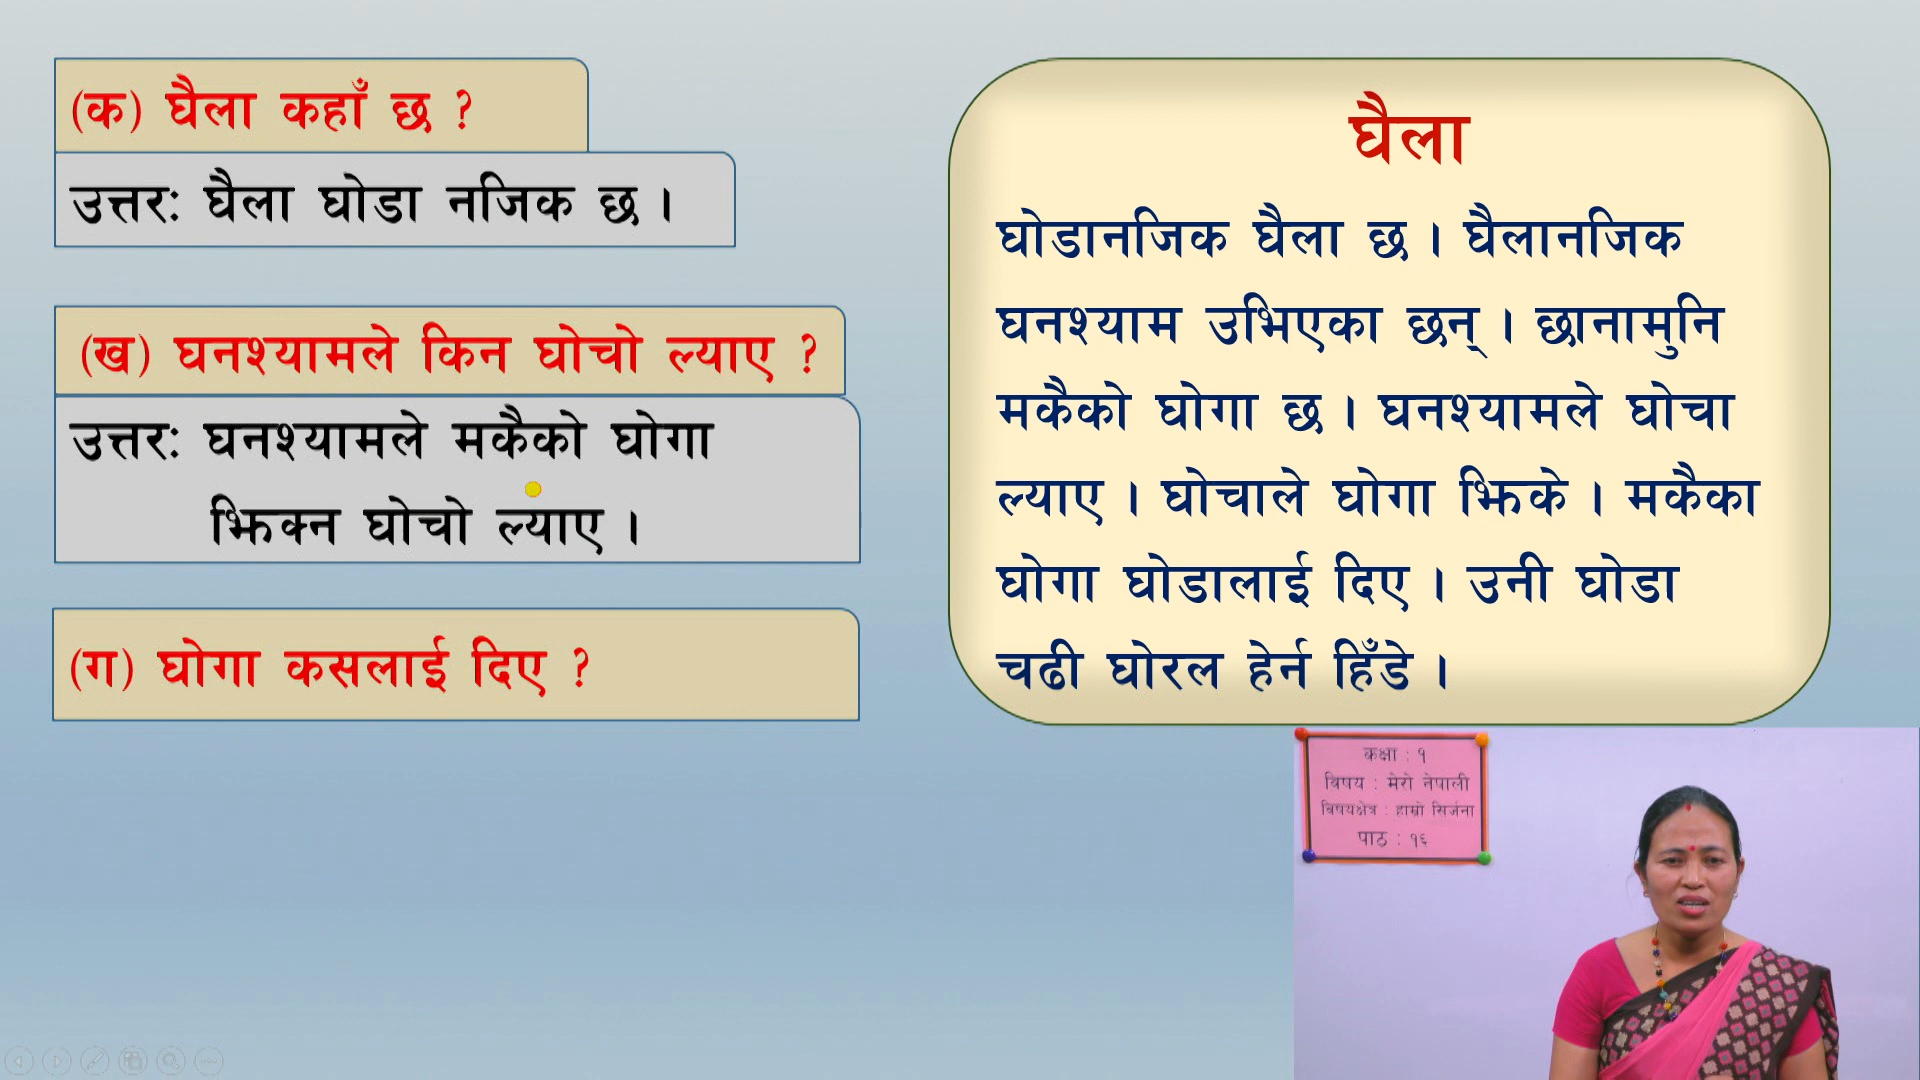 (क) घैला कहाँ छ ?
उत्तरः घैला घोडा नजिक छ ।
(ख) घनश्यामले किन घोचो ल्याए ?
उत्तरः घनश्यामले मकैको घोगा
झिक्न घोचो ल्याए ।
(ग) घोगा कसलाई दिए ?
घैला
घोडानजिक घैला छ । घैलानजिक
घनश्याम उभिएका छन् । छानामुनि
मकैको घोगा छ । घनश्यामले घोचा
ल्याए । घोचाले घोगा झिके । मकैका
घोगा घोडालाई दिए । उनी घोडा
चढी घोरल हेर्न हिँडे ।
कक्षा : १
बिषय : मेरो नेपाली
बिषयक्षेत्र : हाम्रो सिर्जना
पाठ : १६